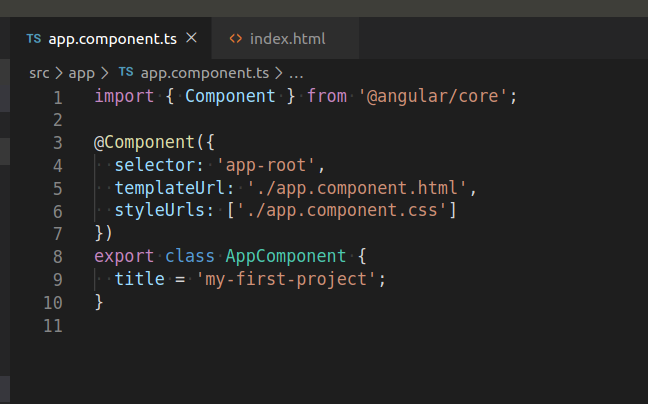 TS app.component.ts × <> index.html
src > app > TS app.component.ts > ...
1 import { Component } from '@angular/core';
2
3 @Component({
4 selector: 'app-root',
5 templateUrl: './app.component.html',
6 styleUrls: ['./app.component.css']
7 })
8 export class AppComponent {
9 title = 'my-first-project';
10 }
11